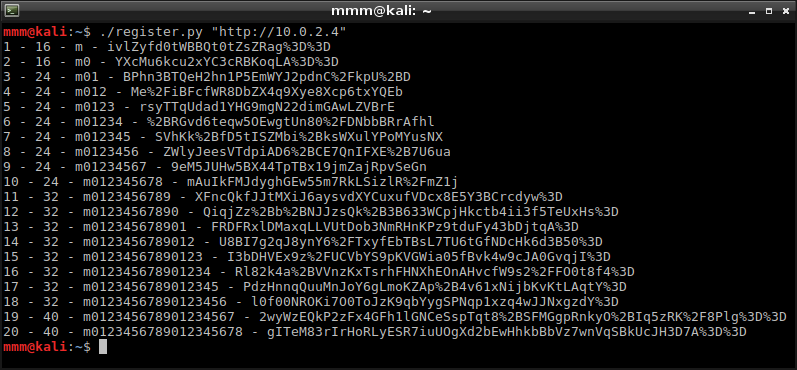 mmm@kali: ~
mmm@kali:~$ ./register.py "http://10.0.2.4"
1 - 16 - m - ivlZyfd0tWBBQt0tZsZRag%3D%3D
2 - 16 - m0 - YXcMu6kcu2xYC3cRBKoqLA%3D%3D
3 - 24 - m01 - BPhn3BTQeH2hn1P5EmWYJ2pdnC%2FkpU%2BD
4 - 24 - m012 - Me%2FiBFcfWR8DbZX4q9Xye8Xcp6txYQEb
5 - 24 - m0123 - rsyTTqUdad1YHG9mgN22dimGAwLZVBrE
6 - 24 - m01234 - %2BRGvd6teqw5OEwgtUn80%2FDNbbBRrAfhl
7 - 24 - m012345 - SVhKk%2BfD5tISZMbi%2BksWXulYPoMYusNX
8 - 24 - m0123456 - ZWlyJeesVTdpiAD6%2BCE7QnIFXE%2B7U6ua
9 - 24 - m01234567 - 9eM5JUHw5BX44TpTBx19jmZajRpvSeGn
10 - 24 - m012345678 - mAuIkFMJdyghGEw55m7RkLSizlR%2FmZ1j
11 - 32 - m0123456789 - XFncQkfJJtMXiJ6aysvdXYCuxufVDcx8E5Y3BCrcdyw%3D
12 - 32 - m01234567890 - QiqjZz%2Bb%2BNJJzsQk%2B3B633WCpjHkctb4ii3f5TeUxHs%3D
13 - 32 - m012345678901 - FRDFRxlDMaxqLLVUtDob3NmRHnKPz9tduFy43bDjtqA%3D
14 - 32 - m0123456789012 - U8BI7g2qJ8ynY6%2FTxyfEbTBsL7TU6tGfNDcHk6d3B50%3D
15 - 32 - m01234567890123 - I3bDHVEx9z%2FUCVbYS9pKVGWia05fBvk4w9cJA0GvqjI%3D
16 - 32 - m012345678901234 - Rl82k4a%2BVVnzKxTsrhFHNXhEOnAHvcfW9s2%2FFO0t8f4%3D
17 - 32 - m0123456789012345 - PdzHnnqQuuMnJoY6gLmoKZAp%2B4v61xNijbKvKtLAqtY%3D
18 - 32 - m01234567890123456 - l0f00NROKi7O0ToJzK9qbYygSPNqp1xzq4wJJNxgzdY%3D
19 - 40 - m012345678901234567 - 2wyWzEQkP2zFx4GFh1lGNCeSspTqt8%2BSFMGgpRnkyO%2BIq5zRK%2F8Plg%3D%3D
20 - 40 - m0123456789012345678 - gITeM83rIrHoRLyESR7iuUOgXd2bEwHhkbBbVz7wnVqSBkUcJH3D7A%3D%3D
mmm@kali:~$